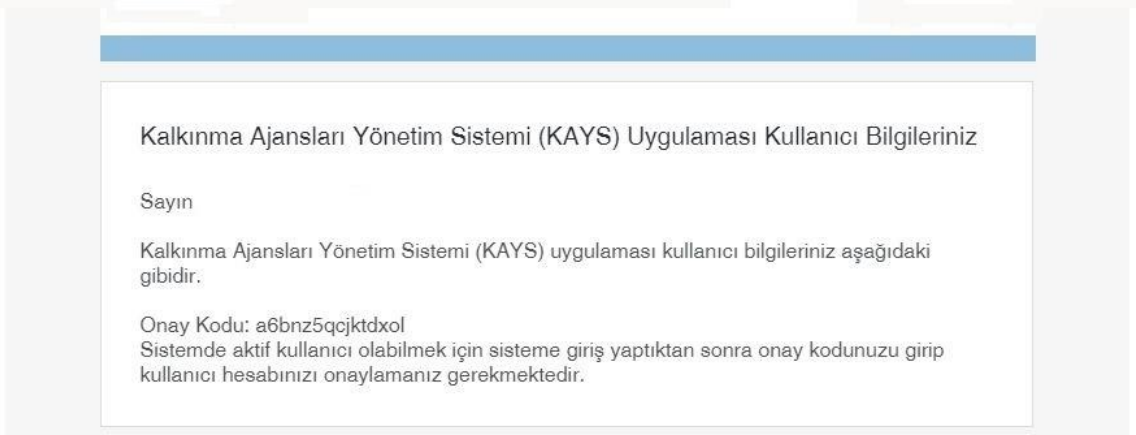 Kalkınma Ajansları Yönetim Sistemi (KAYS) Uygulaması Kullanıcı Bilgileriniz
Sayın
Kalkınma Ajansları Yönetim Sistemi (KAYS) uygulaması kullanıcı bilgileriniz aşağıdaki
gibidir.
Onay Kodu: a6bnz5qcjktdxol
Sistemde aktif kullanıcı olabilmek için sisteme giriş yaptıktan sonra onay kodunuzu girip
kullanıcı hesabınızı onaylamanız gerekmektedir.